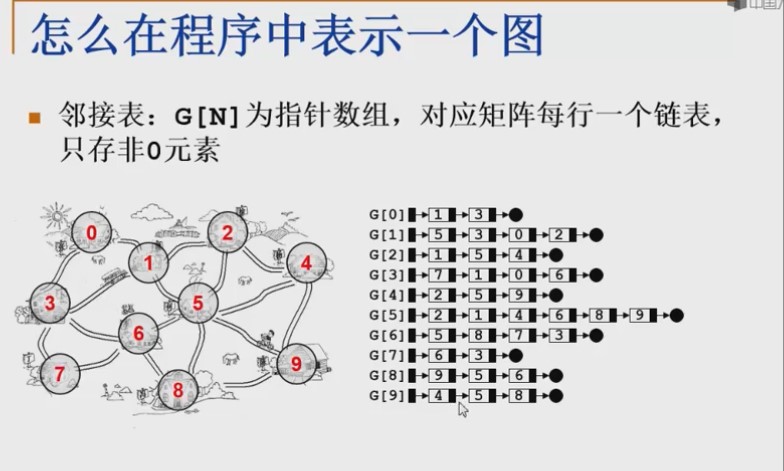 中国大
怎么在程序中表示一个图
■ 邻接表：G[N]为指针数组，对应矩阵每行一个链表，
只存非0元素
0
2
1
4
3
5
6
9
7
8
G[0] 1 3
G[1] 5 3 0 2
G[2] 1 5 4
G[3] 7 1 0 6
G[4] 2 5 9
G[5] 2 1 4 6 8 9
G[6] 5 8 7 3
G[7] 6 3
G[8] 9 5 6
G[9] 4 5 8